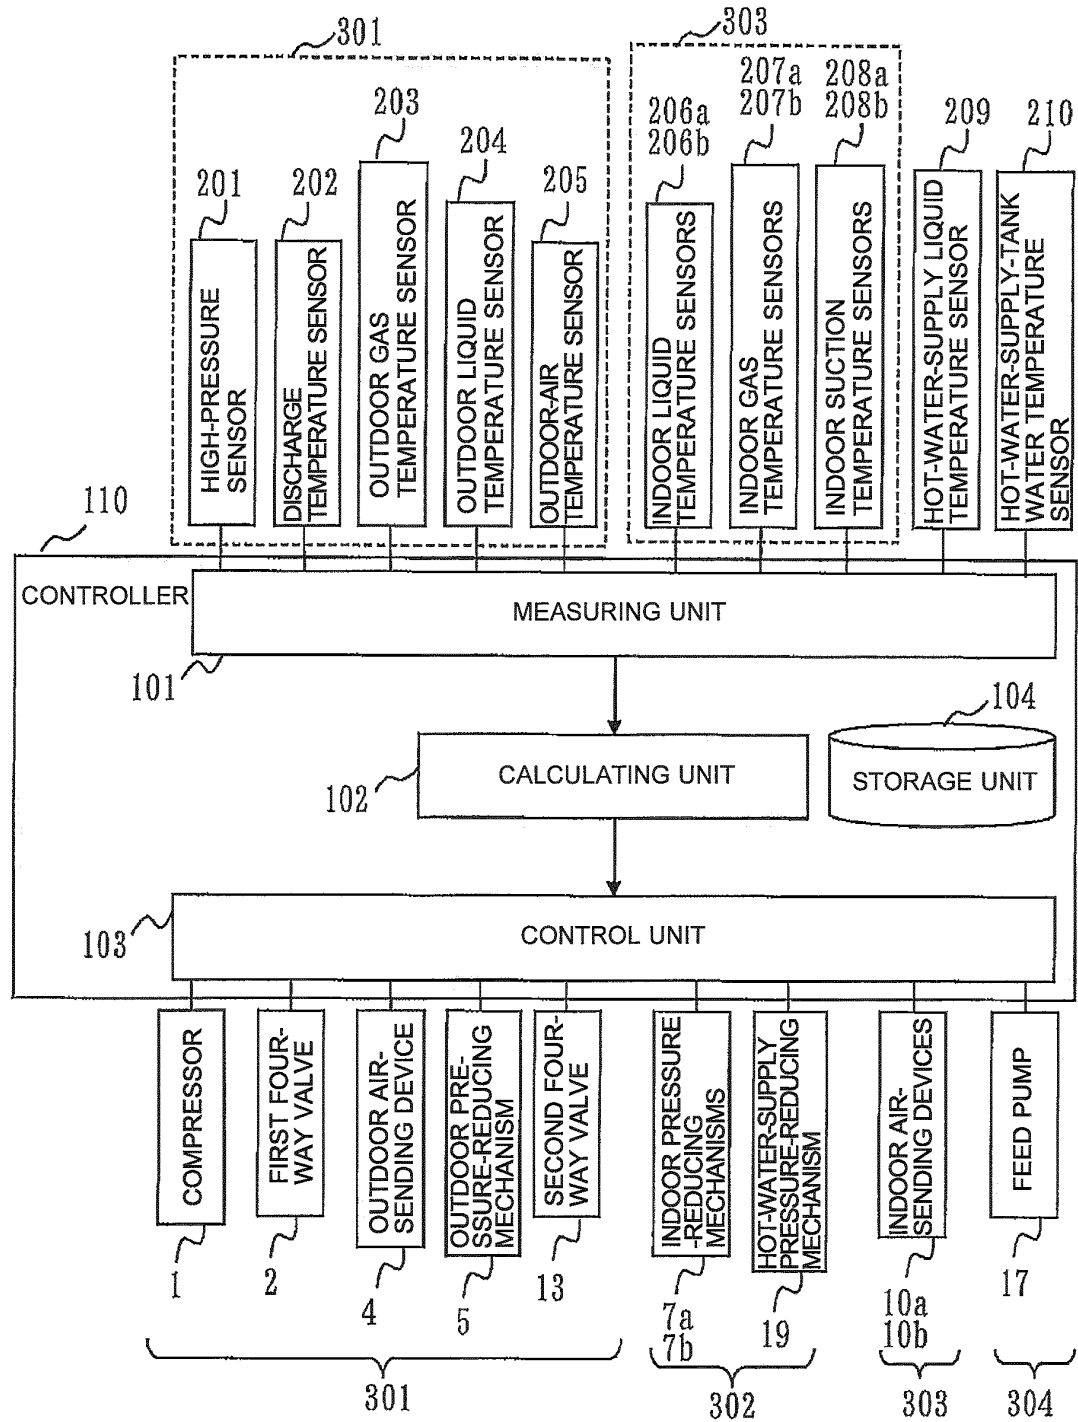 301
303
201
202
203
204
205
206a
206b
207a
207b
208a
208b
209
210
HIGH-PRESSURE
SENSOR
DISCHARGE
TEMPERATURE SENSOR
OUTDOOR GAS
TEMPERATURE SENSOR
OUTDOOR LIQUID
TEMPERATURE SENSOR
OUTDOOR-AIR
TEMPERATURE SENSOR
INDOOR LIQUID
TEMPERATURE SENSORS
INDOOR GAS
TEMPERATURE SENSORS
INDOOR SUCTION
TEMPERATURE SENSORS
HOT-WATER-SUPPLY LIQUID
TEMPERATURE SENSOR
HOT-WATER-SUPPLY-TANK
WATER TEMPERATURE
SENSOR
110
CONTROLLER
MEASURING UNIT
101
104
102
CALCULATING UNIT
STORAGE UNIT
103
CONTROL UNIT
COMPRESSOR
FIRST FOUR-
WAY VALVE
OUTDOOR AIR-
SENDING DEVICE
OUTDOOR PRE-
SSURE-REDUCING
MECHANISM
SECOND FOUR-
WAY VALVE
INDOOR PRESSURE
-REDUCING
MECHANISMS
HOT-WATER-SUPPLY
PRESSURE-REDUCING
MECHANISM
INDOOR AIR-
SENDING DEVICES
FEED PUMP
1
2
4
5
13
7a
7b
19
10a
10b
17
301
302
303
304